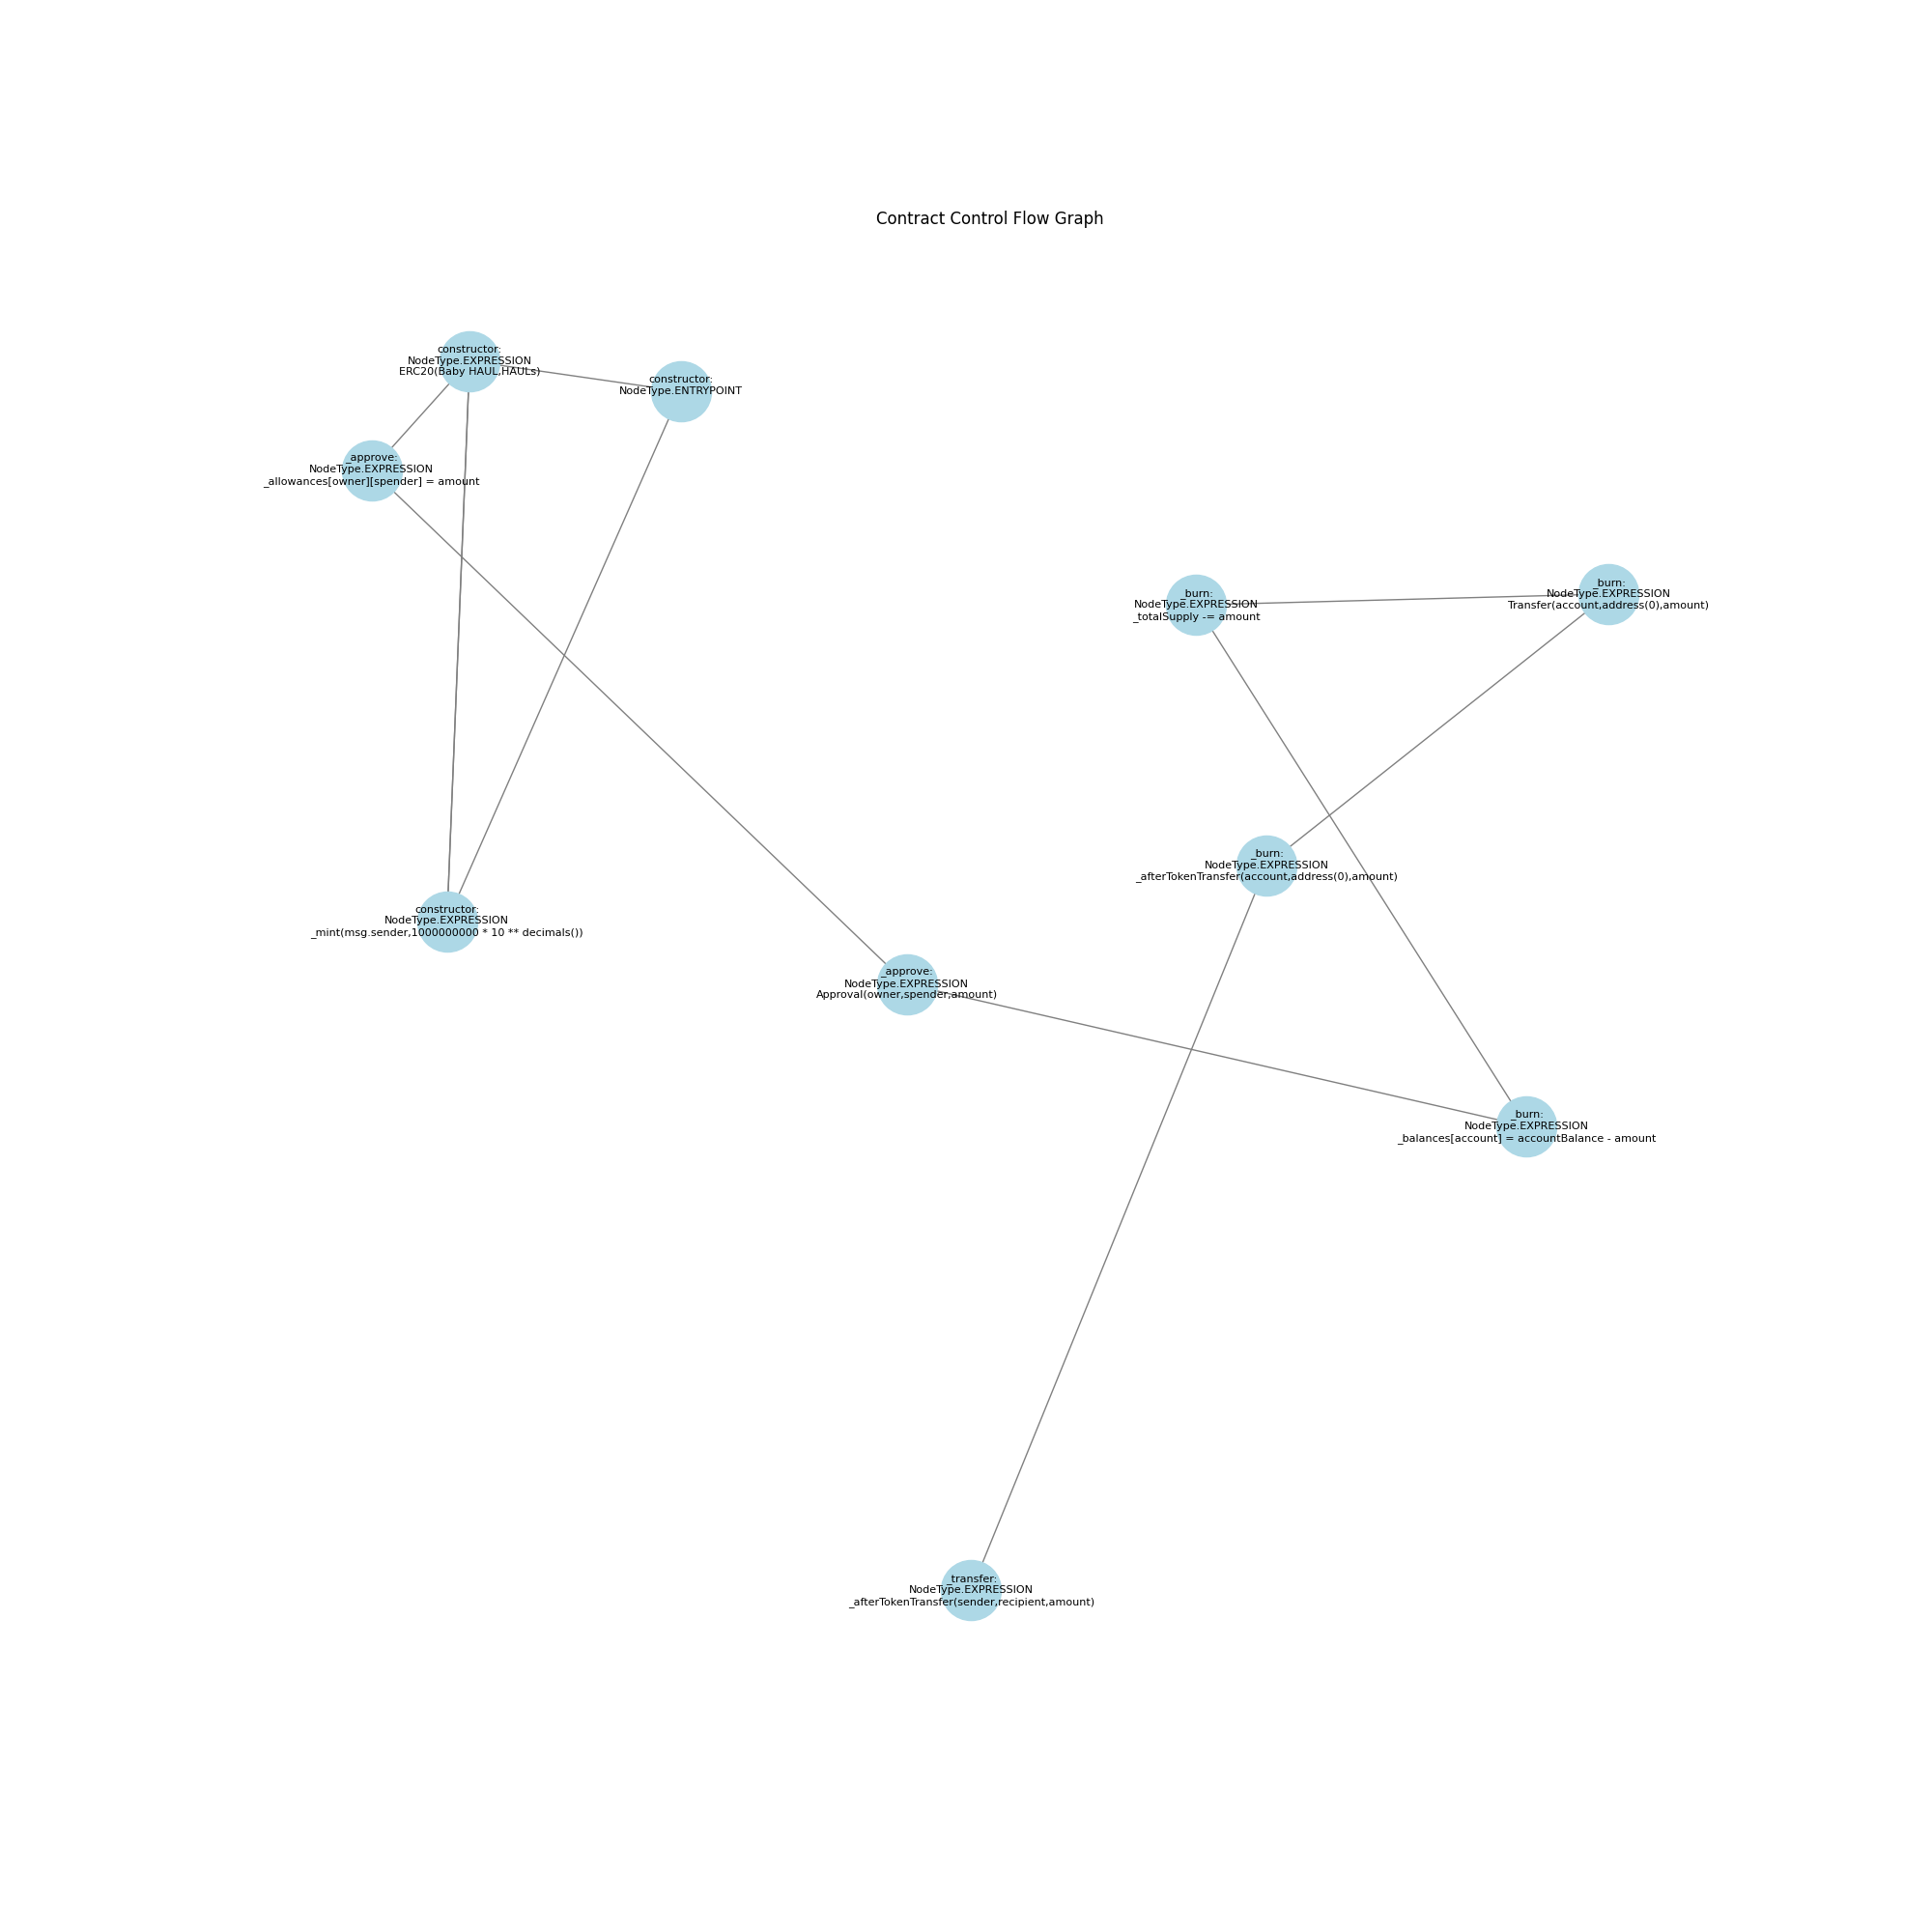 Contract Control Flow Graph
constructor:
NodeType.EXPRESSION
ERC20(Baby HAUL,HAULs)
constructor:
NodeType.ENTRYPOINT
_approve:
NodeType.EXPRESSION
_allowances[owner][spender] = amount
_burn:
NodeType.EXPRESSION
_totalSupply -= amount
_burn:
NodeType.EXPRESSION
Transfer(account,address(0),amount)
_burn:
NodeType.EXPRESSION
_afterTokenTransfer(account,address(0),amount)
constructor:
NodeType.EXPRESSION
_mint(msg.sender,1000000000 * 10 ** decimals())
_approve:
NodeType.EXPRESSION
Approval(owner,spender,amount)
_burn:
NodeType.EXPRESSION
_balances[account] = accountBalance - amount
_transfer:
NodeType.EXPRESSION
_afterTokenTransfer(sender,recipient,amount)